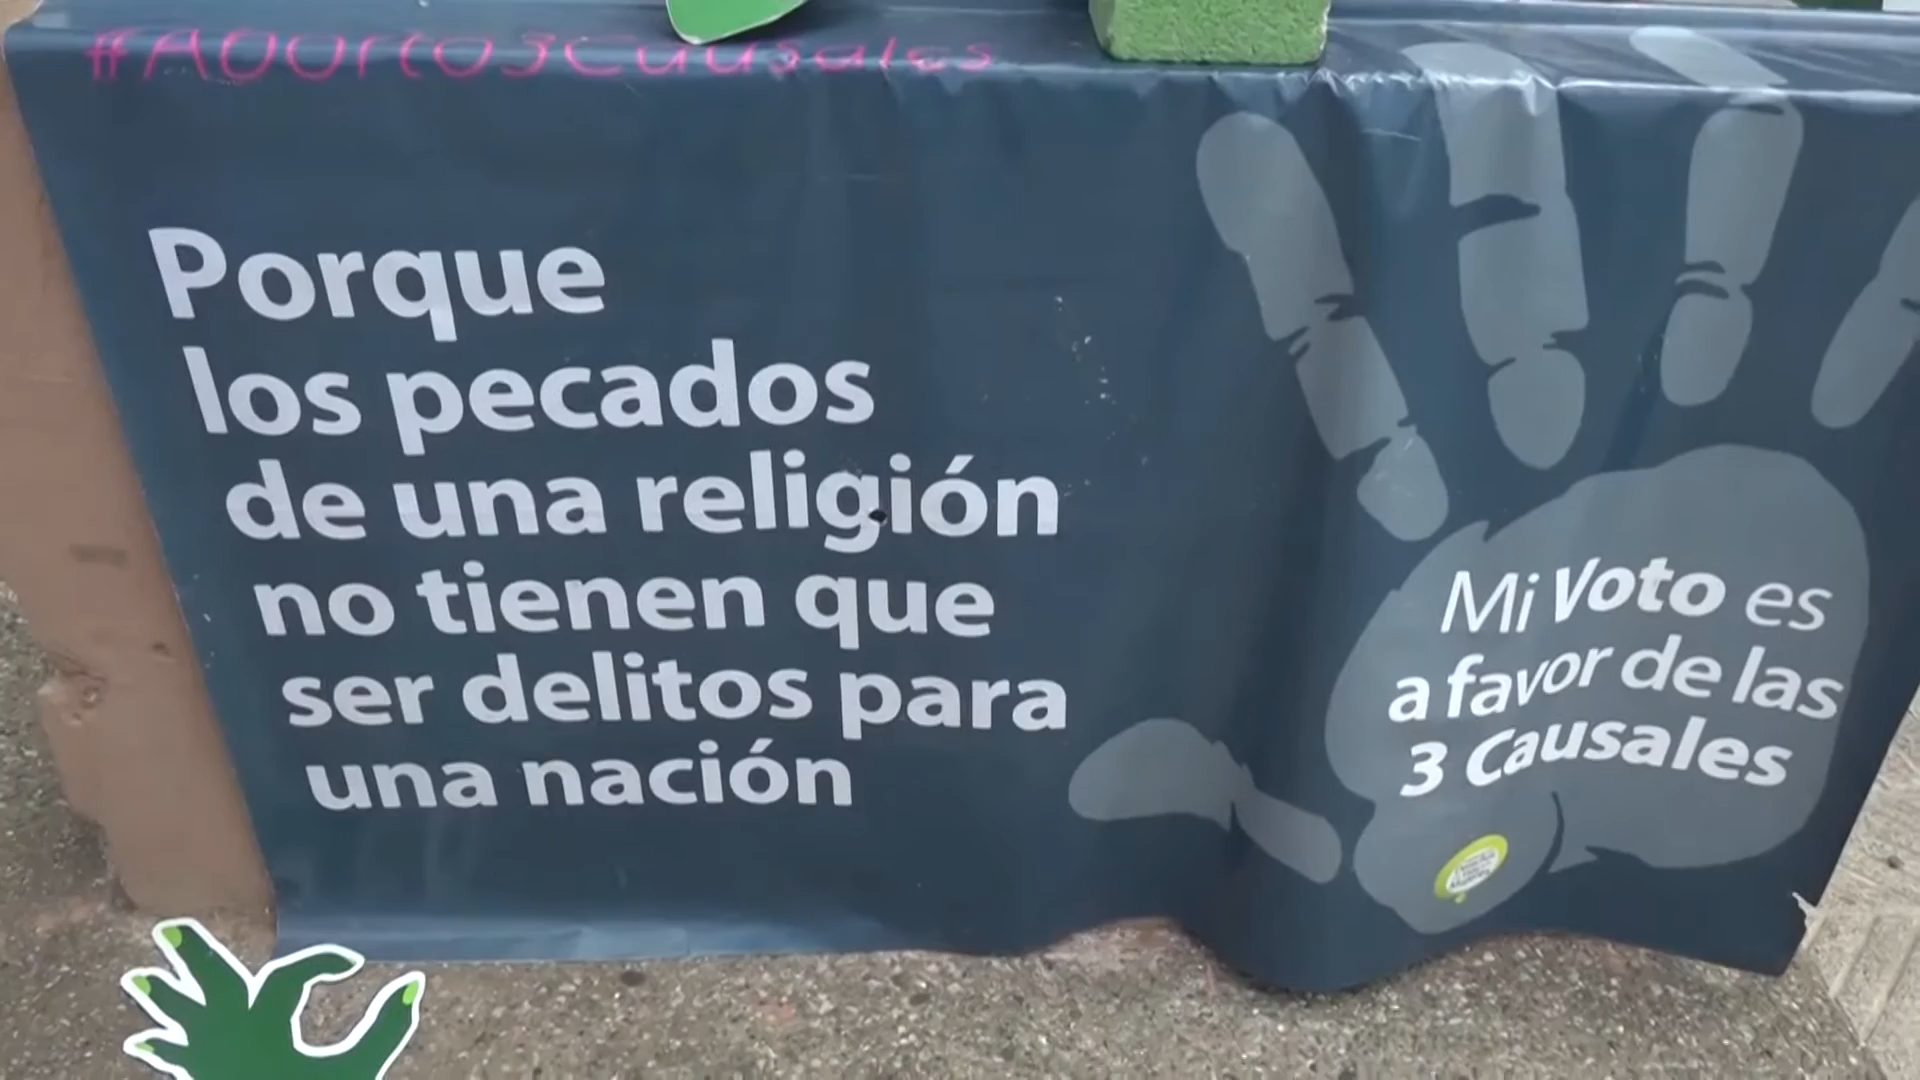 #Aborto3Causales
Porque
los pecados
de una religión
no tienen que
ser delitos para
una nación
Mi Voto es
a favor de las
3 Causales